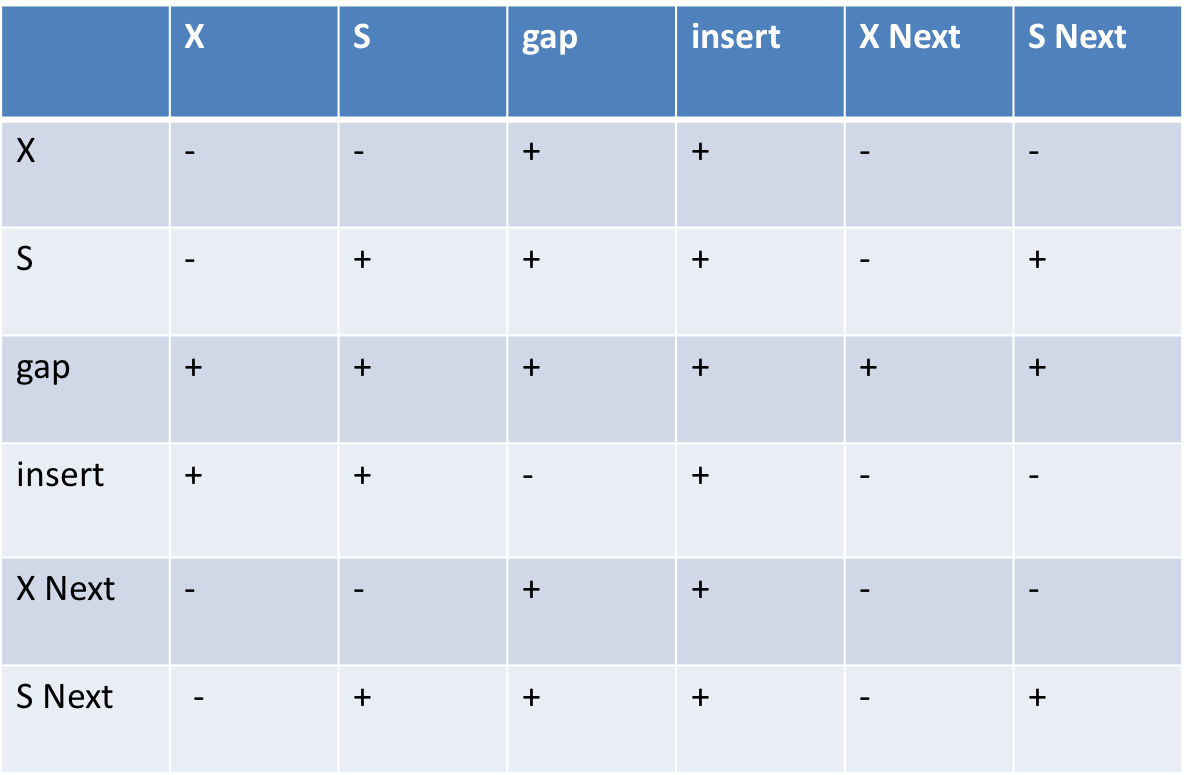 X S gap insert X Next S Next
X - - + + - -
S - + + + - +
gap + + + + + +
insert + + - + - -
X Next - - + + - -
S Next - + + + - +